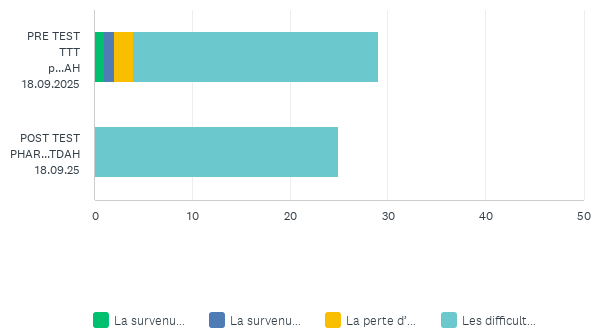 PRE TEST
TTT
p...AH
18.09.2025
POST TEST
PHAR...TDAH
18.09.25
0 10 20 30 40 50
La survenu... La survenu... La perte d'... Les difficult...